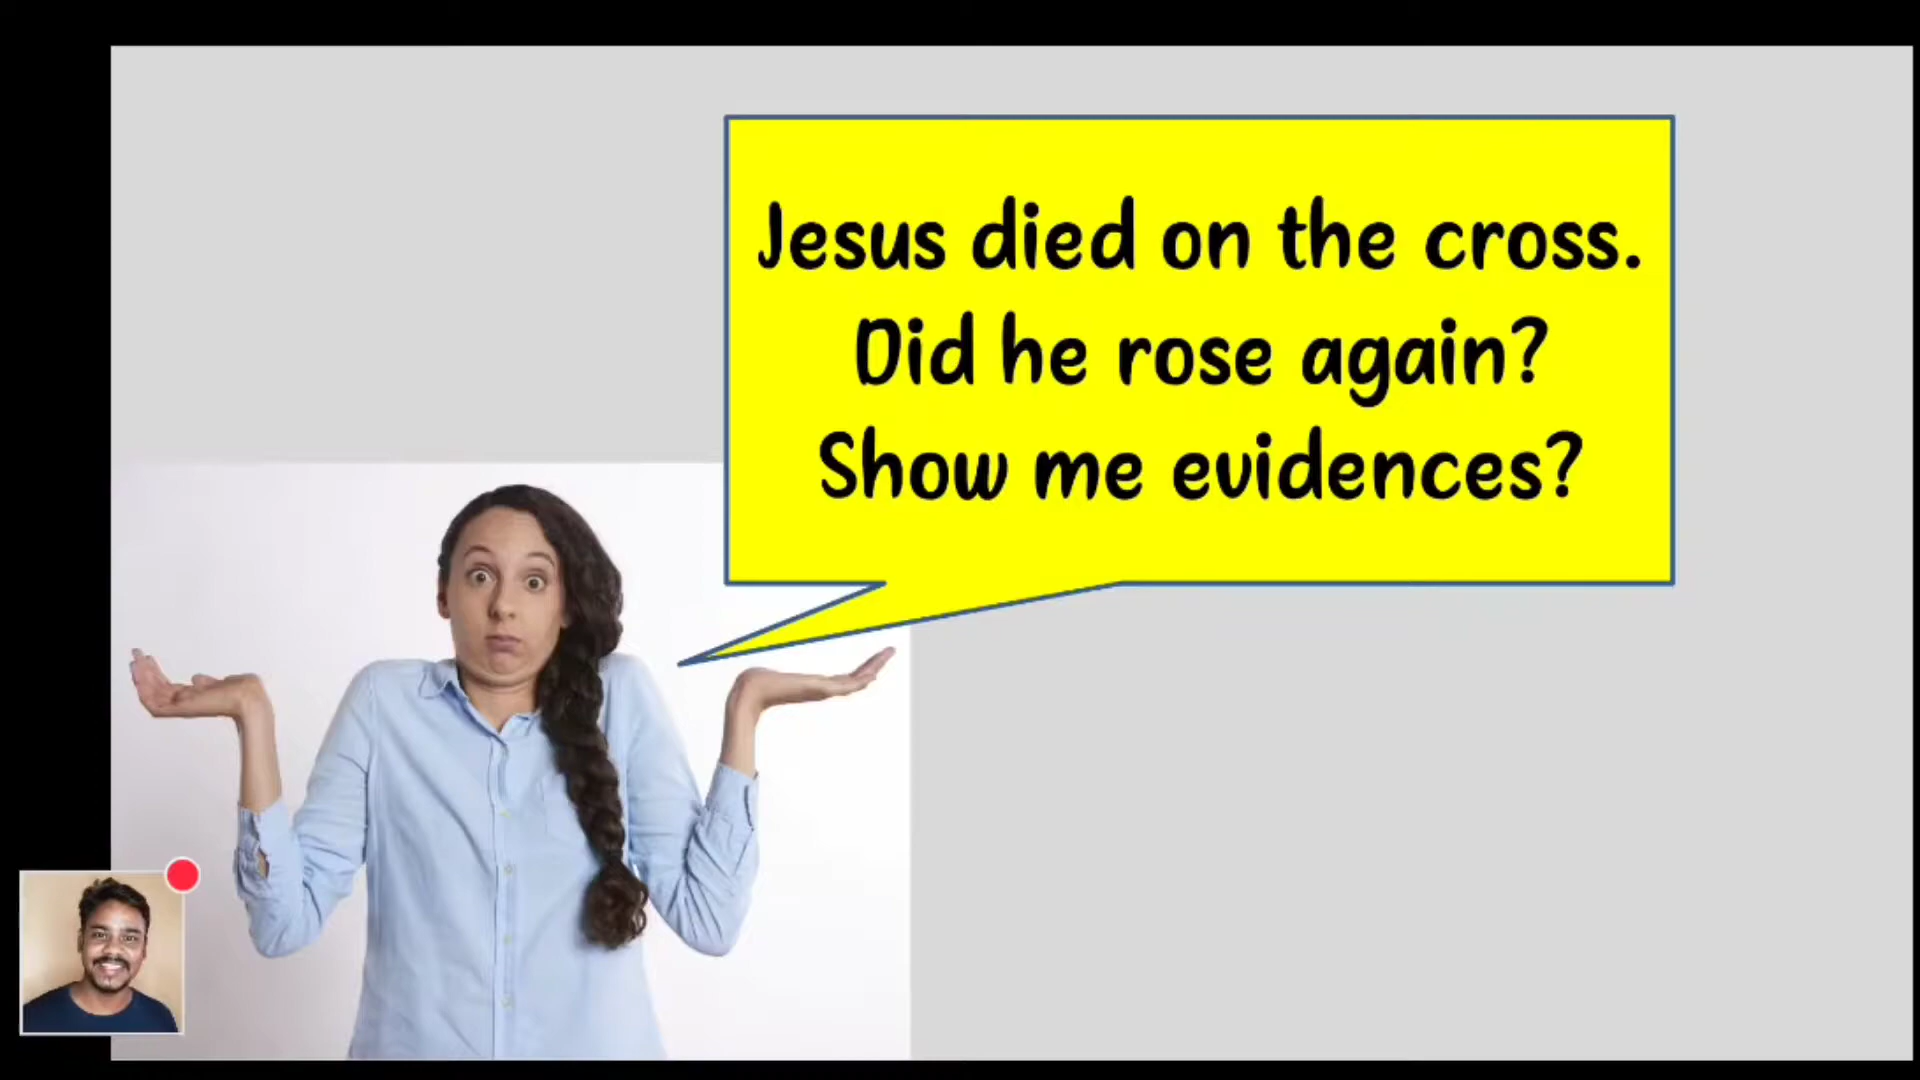 Jesus died on the cross.
Did he rose again?
Show me evidences?